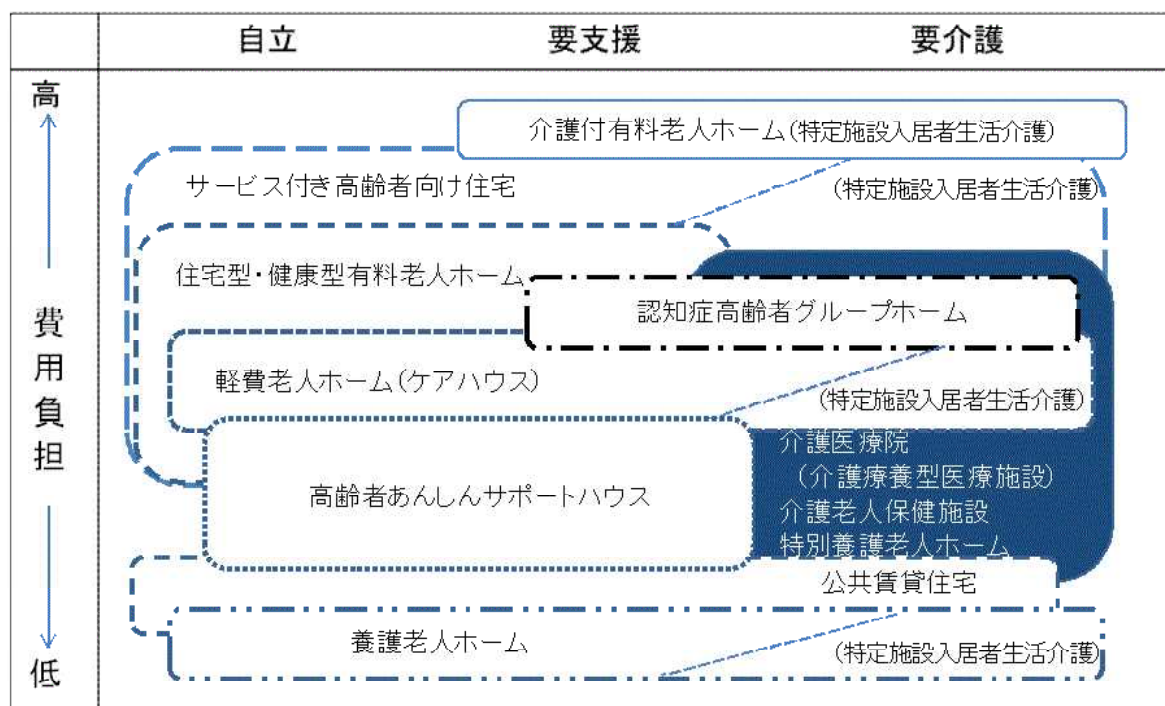 自立
要支援
要介護
高
費用負担
低
介護付有料老人ホーム(特定施設入居者生活介護)
サービス付き高齢者向け住宅
(特定施設入居者生活介護)
住宅型・健康型有料老人ホーム
認知症高齢者グループホーム
軽費老人ホーム(ケアハウス)
(特定施設入居者生活介護)
介護医療院
(介護療養型医療施設)
高齢者あんしんサポートハウス
介護老人保健施設
特別養護老人ホーム
公共賃貸住宅
養護老人ホーム
(特定施設入居者生活介護)